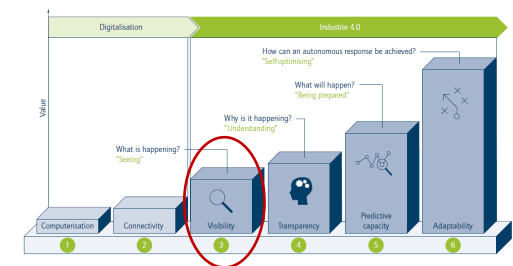 Digitalisation
Industrie 4.0
How can an autonomous response be achieved?
"Self-optimising"
What will happen?
"Being prepared"
Why is it happening?
"Understanding"
What is happening?
"Seeing"
Value
Computerisation
Connectivity
Visibility
Transparency
Predictive
capacity
Adaptability
1
2
3
4
5
6